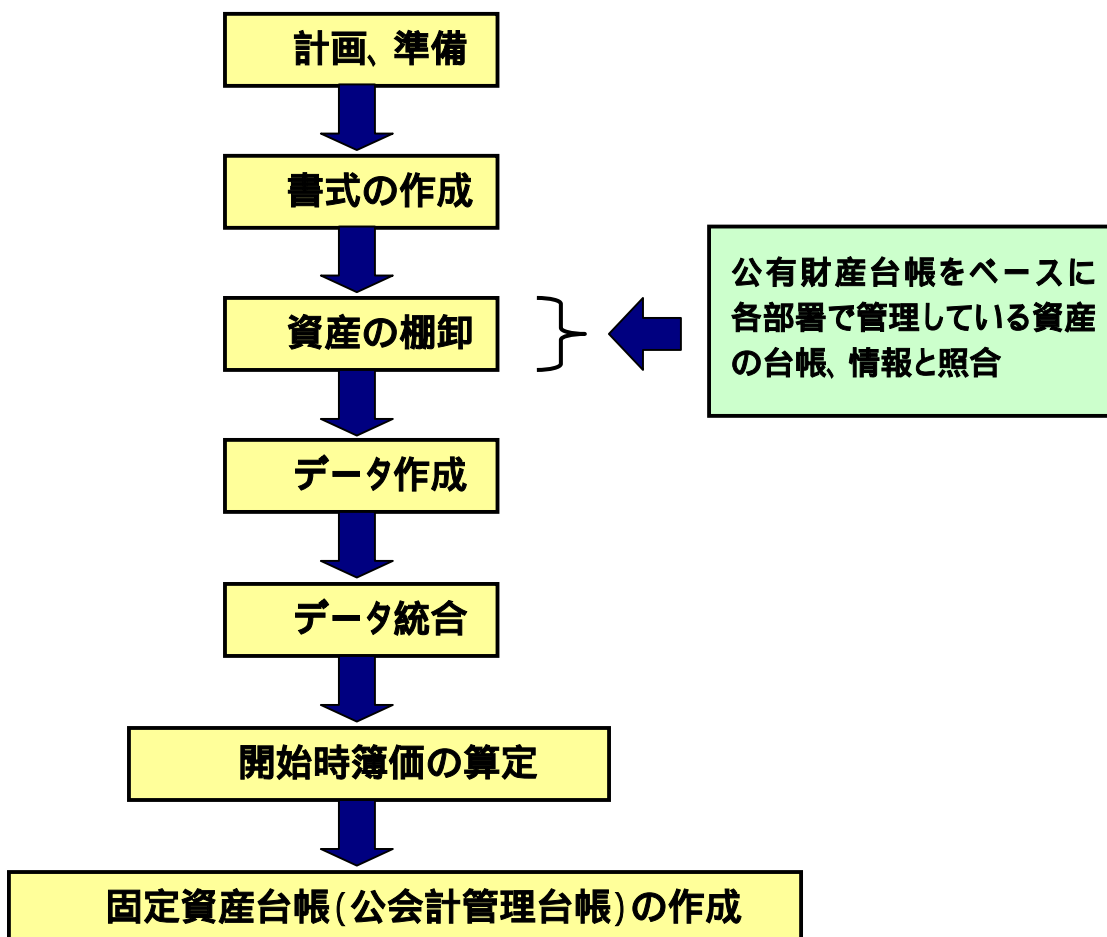 計画、準備
書式の作成
資産の棚卸
公有財産台帳をベースに
各部署で管理している資産
の台帳、情報と照合
データ作成
データ統合
開始時簿価の算定
固定資産台帳(公会計管理台帳)の作成